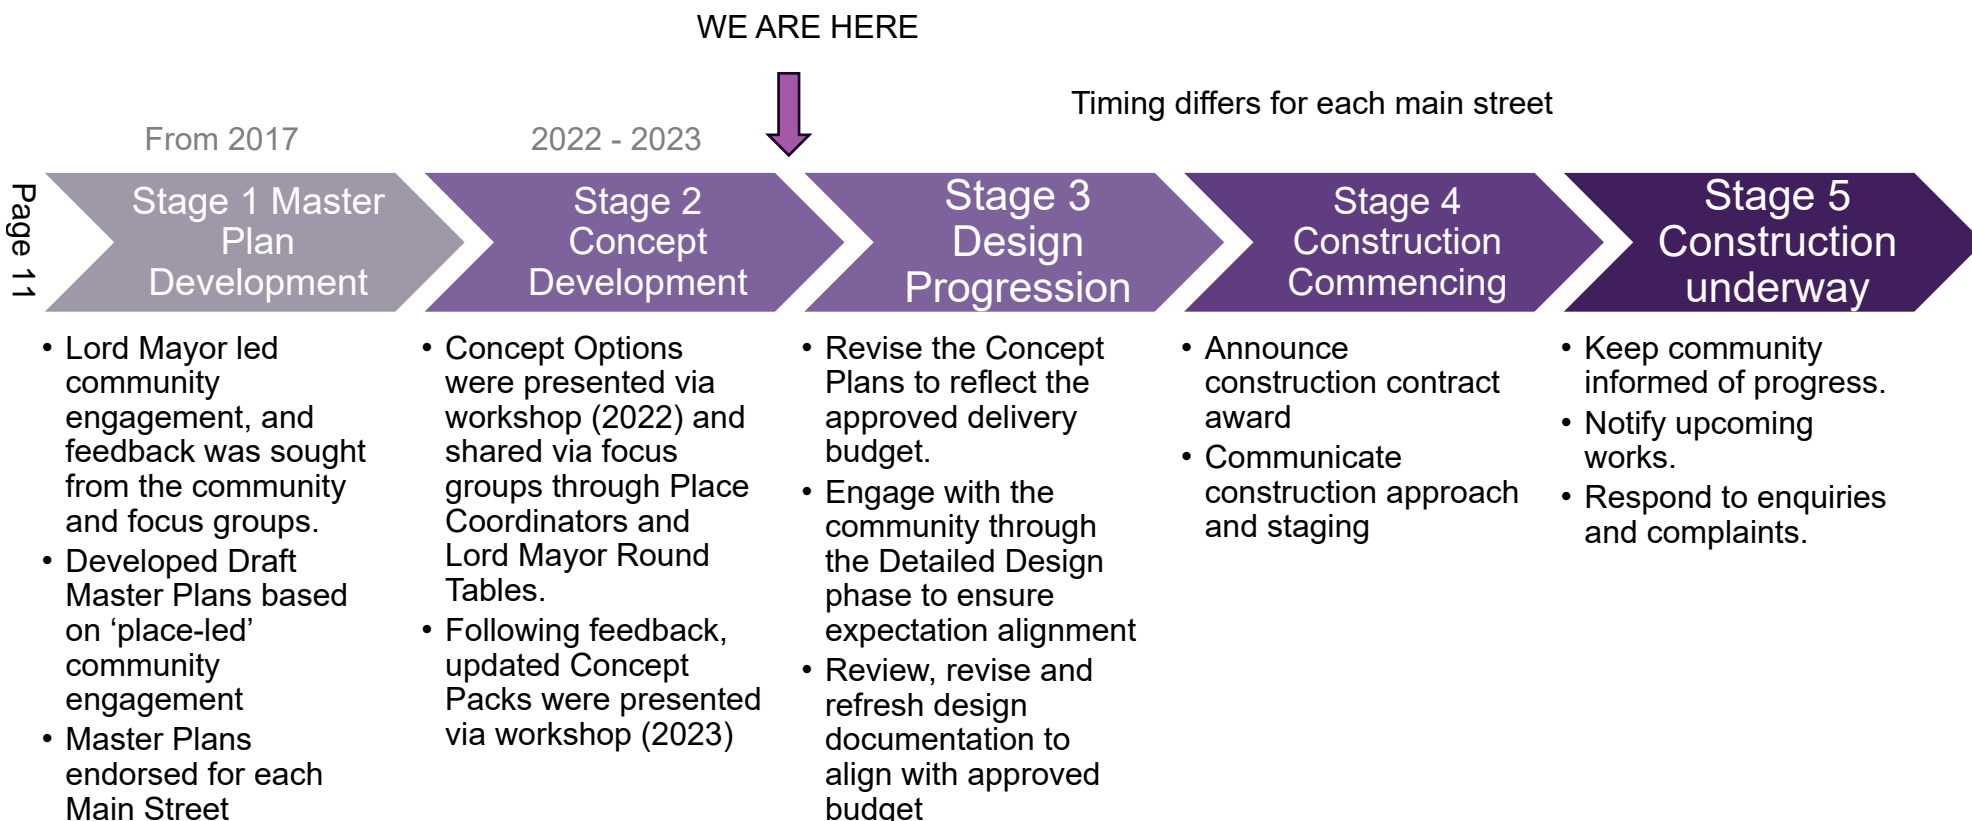 WE ARE HERE
Timing differs for each main street
From 2017
2022 - 2023
Page 11
Stage 1 Master
Plan
Development
Stage 2
Concept
Development
Stage 3
Design
Progression
Stage 4
Construction
Commencing
Stage 5
Construction
underway
• Lord Mayor led
community
engagement, and
feedback was sought
from the community
and focus groups.
• Developed Draft
Master Plans based
on ‘place-led’
community
engagement
• Master Plans
endorsed for each
Main Street
• Concept Options
were presented via
workshop (2022) and
shared via focus
groups through Place
Coordinators and
Lord Mayor Round
Tables.
• Following feedback,
updated Concept
Packs were presented
via workshop (2023)
• Revise the Concept
Plans to reflect the
approved delivery
budget.
• Engage with the
community through
the Detailed Design
phase to ensure
expectation alignment
• Review, revise and
refresh design
documentation to
align with approved
budget
• Announce
construction contract
award
• Communicate
construction approach
and staging
• Keep community
informed of progress.
• Notify upcoming
works.
• Respond to enquiries
and complaints.